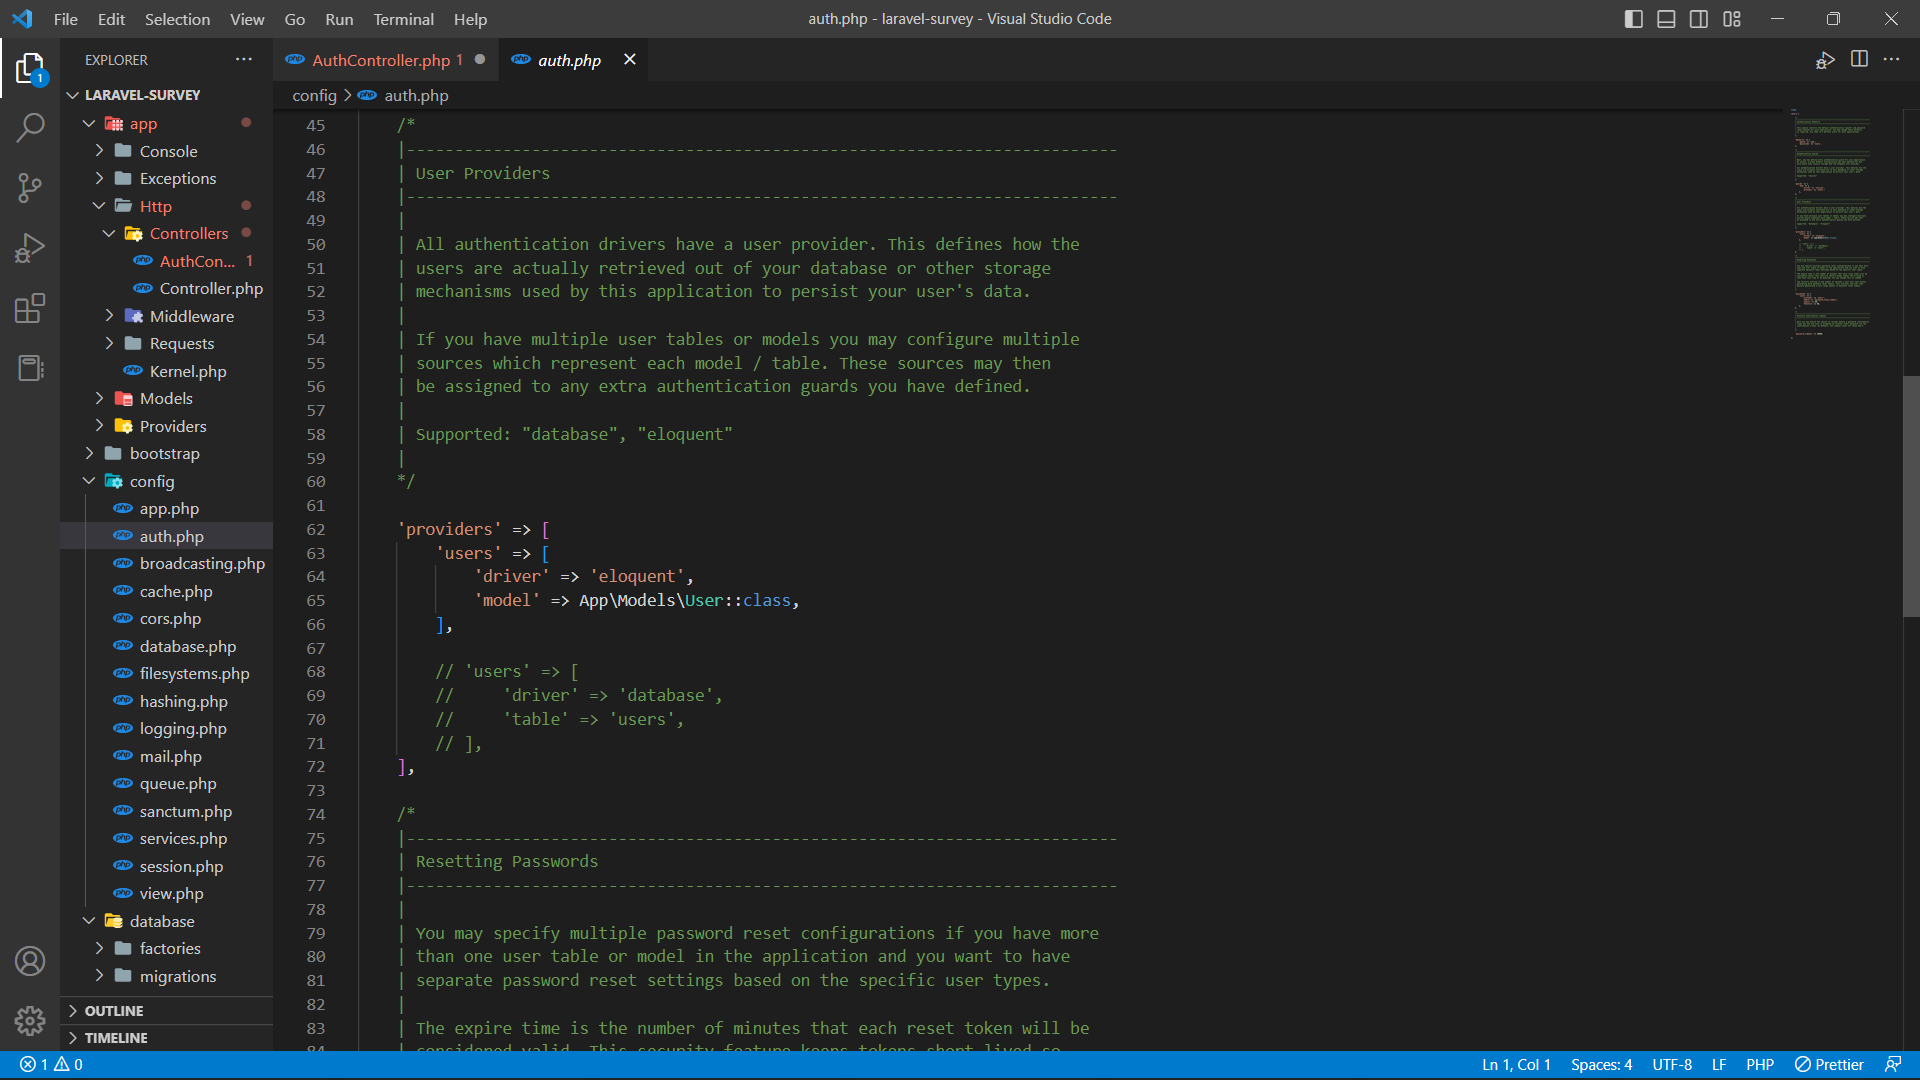 File Edit Selection View Go Run Terminal Help
auth.php - laravel-survey - Visual Studio Code
1
EXPLORER
LARAVEL-SURVEY
app
Console
Exceptions
Http
Controllers
AuthCon... 1
Controller.php
Middleware
Requests
Kernel.php
Models
Providers
bootstrap
config
app.php
auth.php
broadcasting.php
cache.php
cors.php
database.php
filesystems.php
hashing.php
logging.php
mail.php
queue.php
sanctum.php
services.php
session.php
view.php
database
factories
migrations
OUTLINE
TIMELINE
AuthController.php 1
auth.php
config > auth.php
45 /*
46 |--------------------------------------------------------------------------
47 | User Providers
48 |--------------------------------------------------------------------------
49 |
50 | All authentication drivers have a user provider. This defines how the
51 | users are actually retrieved out of your database or other storage
52 | mechanisms used by this application to persist your user's data.
53 |
54 | If you have multiple user tables or models you may configure multiple
55 | sources which represent each model / table. These sources may then
56 | be assigned to any extra authentication guards you have defined.
57 |
58 | Supported: "database", "eloquent"
59 |
60 */
61
62 'providers' => [
63 'users' => [
64 'driver' => 'eloquent',
65 'model' => App\Models\User::class,
66 ],
67
68 // 'users' => [
69 //     'driver' => 'database',
70 //     'table' => 'users',
71 // ],
72 ],
73
74 /*
75 |--------------------------------------------------------------------------
76 | Resetting Passwords
77 |--------------------------------------------------------------------------
78 |
79 | You may specify multiple password reset configurations if you have more
80 | than one user table or model in the application and you want to have
81 | separate password reset settings based on the specific user types.
82 |
83 | The expire time is the number of minutes that each reset token will be
84 | considered valid. This security feature keeps tokens short-lived so
1 0
Ln 1, Col 1 Spaces: 4 UTF-8 LF PHP Prettier